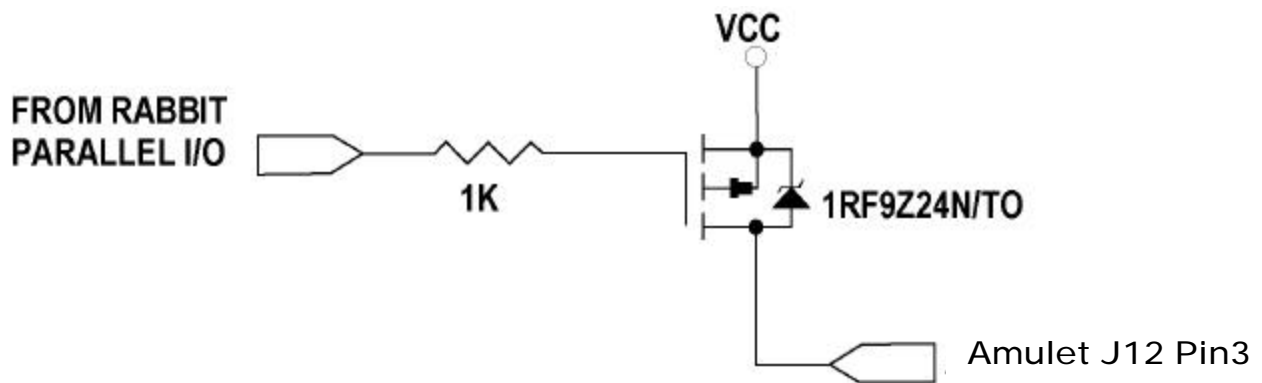 VCC
FROM RABBIT
PARALLEL I/O
1K
1RF9Z24N/TO
Amulet J12 Pin3